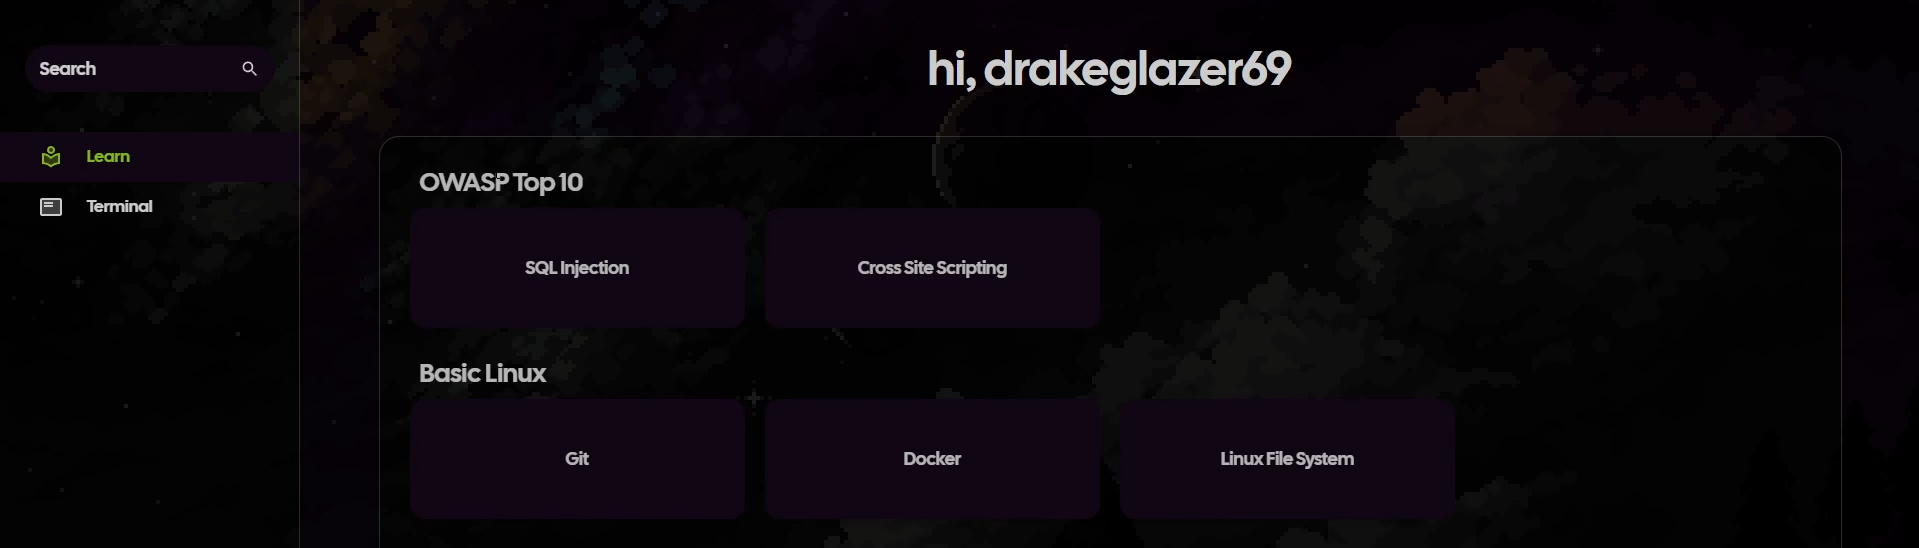 Search
Learn
Terminal
hi, drakeglazer69
OWASP Top 10
SQL Injection
Cross Site Scripting
Basic Linux
Git
Docker
Linux File System